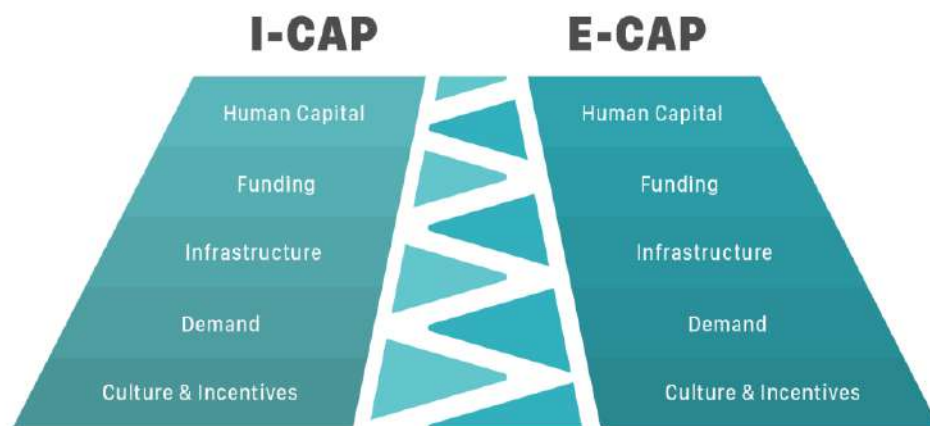 I-CAP E-CAP
Human Capital Human Capital
Funding Funding
Infrastructure Infrastructure
Demand Demand
Culture & Incentives Culture & Incentives